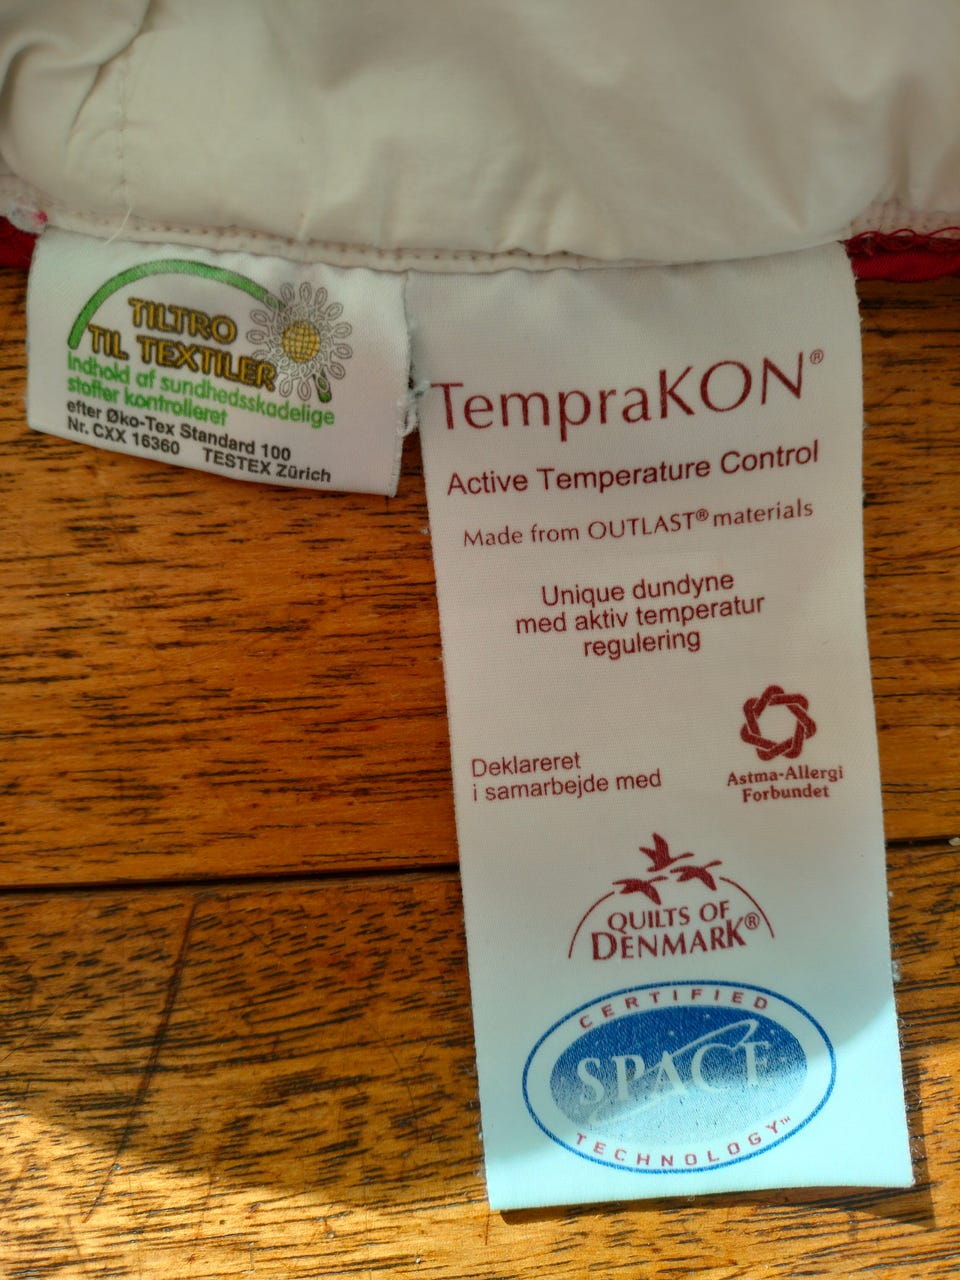 TILTRO
TIL TEXTILER
Indhold af sundhedsskadelige
stoffer kontrolleret
efter Øko-Tex Standard 100
Nr. CXX 16360 TESTEX Zürich
TempraKON®
Active Temperature Control
Made from OUTLAST® materials
Unique dundyne
med aktiv temperatur
regulering
Deklareret
i samarbejde med
Astma-Allergi
Forbundet
QUILTS OF
DENMARK®
CERTIFIED
SPACE
TECHNOLOGY™